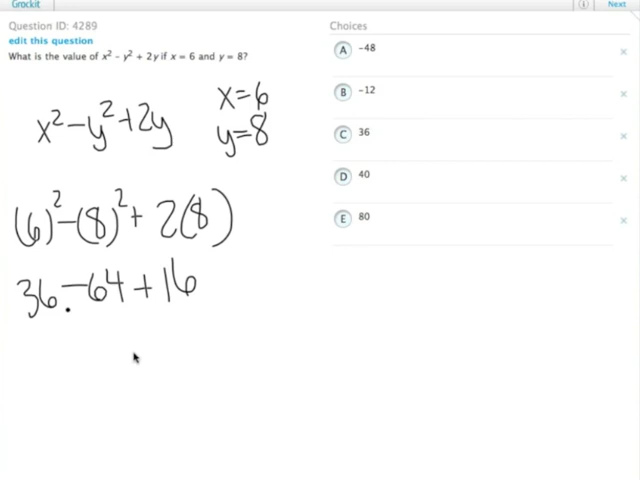 Grockit
Next
Question ID: 4289
Choices
edit this question
What is the value of x² - y² + 2y if x = 6 and y = 8?
A -48
B -12
C 36
D 40
E 80
x²-y²+2y
x=6
y=8
(6)²-(8)²+ 2(8)
36.-64+16